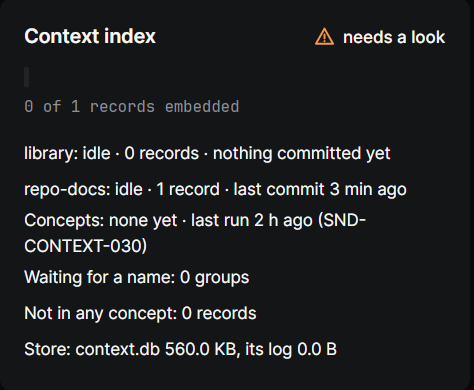 Context index
needs a look
0 of 1 records embedded
library: idle · 0 records · nothing committed yet
repo-docs: idle · 1 record · last commit 3 min ago
Concepts: none yet · last run 2 h ago (SND-
CONTEXT-030)
Waiting for a name: 0 groups
Not in any concept: 0 records
Store: context.db 560.0 KB, its log 0.0 B